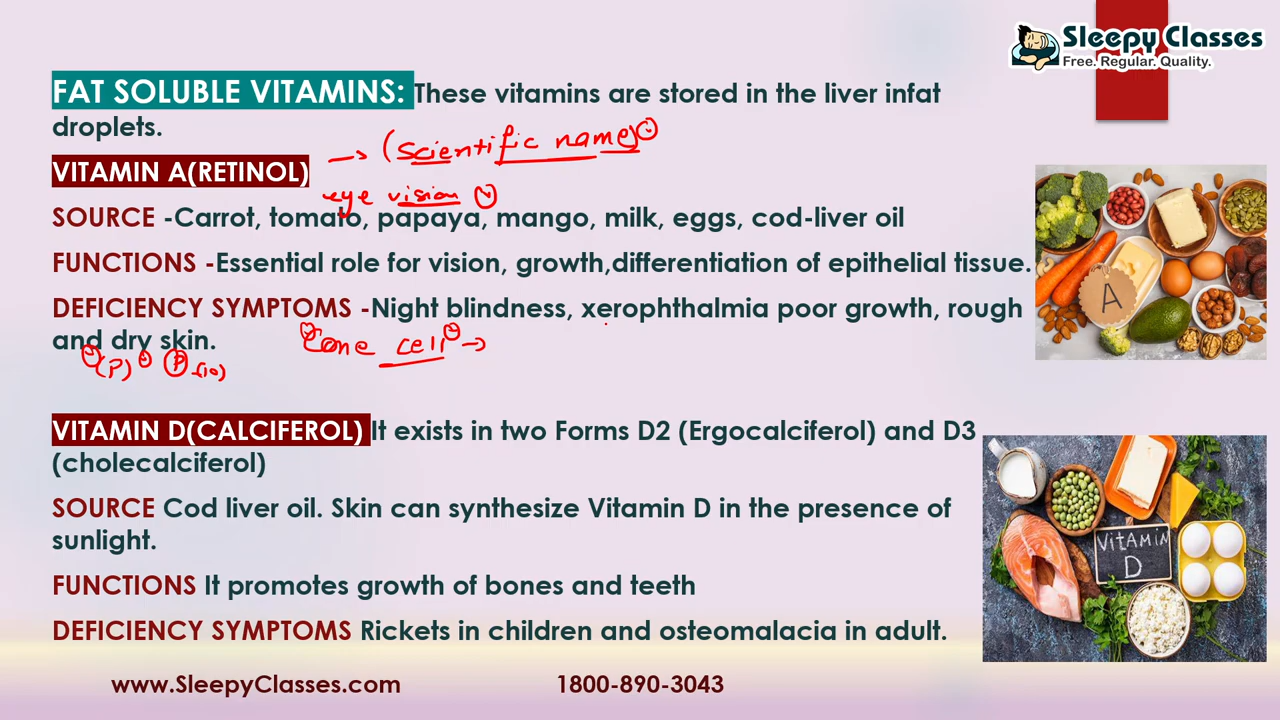 Sleepy Classes
Free. Regular. Quality.
FAT SOLUBLE VITAMINS: These vitamins are stored in the liver infat
droplets.
→ (Scientific name)
VITAMIN A(RETINOL)
eye vision
SOURCE -Carrot, tomato, papaya, mango, milk, eggs, cod-liver oil
FUNCTIONS -Essential role for vision, growth,differentiation of epithelial tissue.
A
DEFICIENCY SYMPTOMS -Night blindness, xerophthalmia poor growth, rough
and dry skin.
Cone cell →
(P) P
VITAMIN D(CALCIFEROL) It exists in two Forms D2 (Ergocalciferol) and D3
(cholecalciferol)
SOURCE Cod liver oil. Skin can synthesize Vitamin D in the presence of
sunlight.
VITAMIN
D
FUNCTIONS It promotes growth of bones and teeth
DEFICIENCY SYMPTOMS Rickets in children and osteomalacia in adult.
www.SleepyClasses.com
1800-890-3043